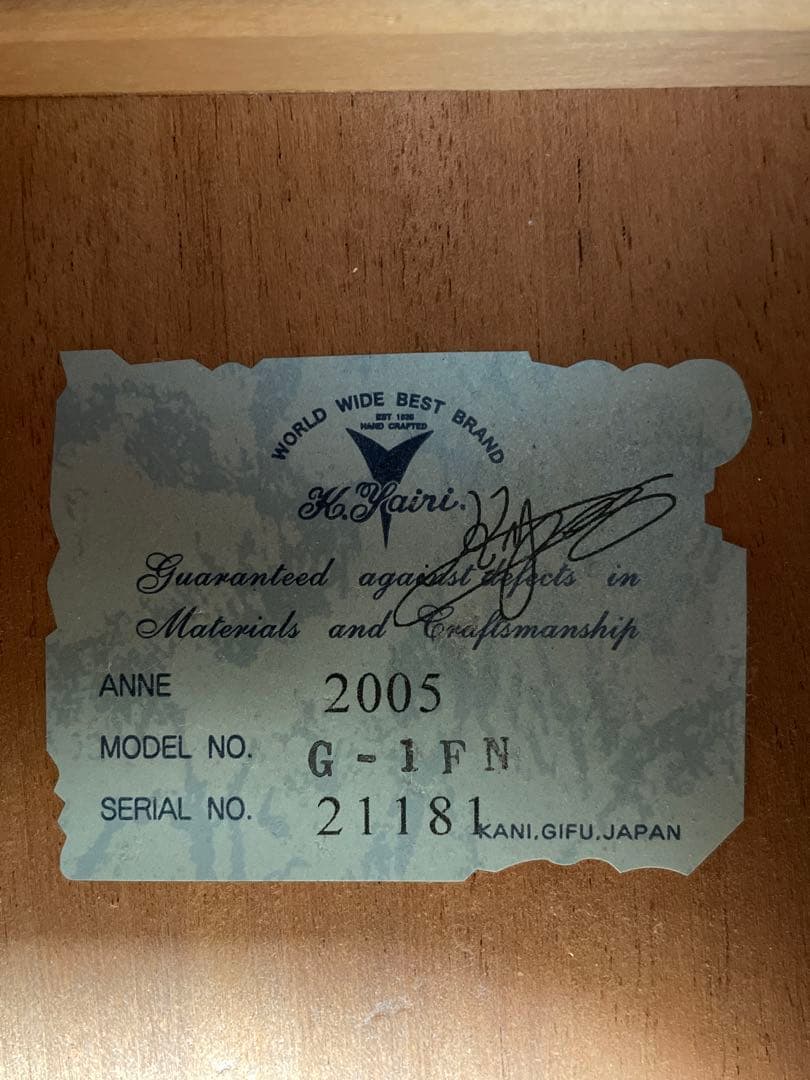 WORLD WIDE BEST BRAND
EST 1935
HAND CRAFTED
K.Yairi.
Guaranteed against defects in
Materials and Craftsmanship
ANNE 2005
MODEL NO. G-1FN
SERIAL NO. 21181
KANI.GIFU.JAPAN